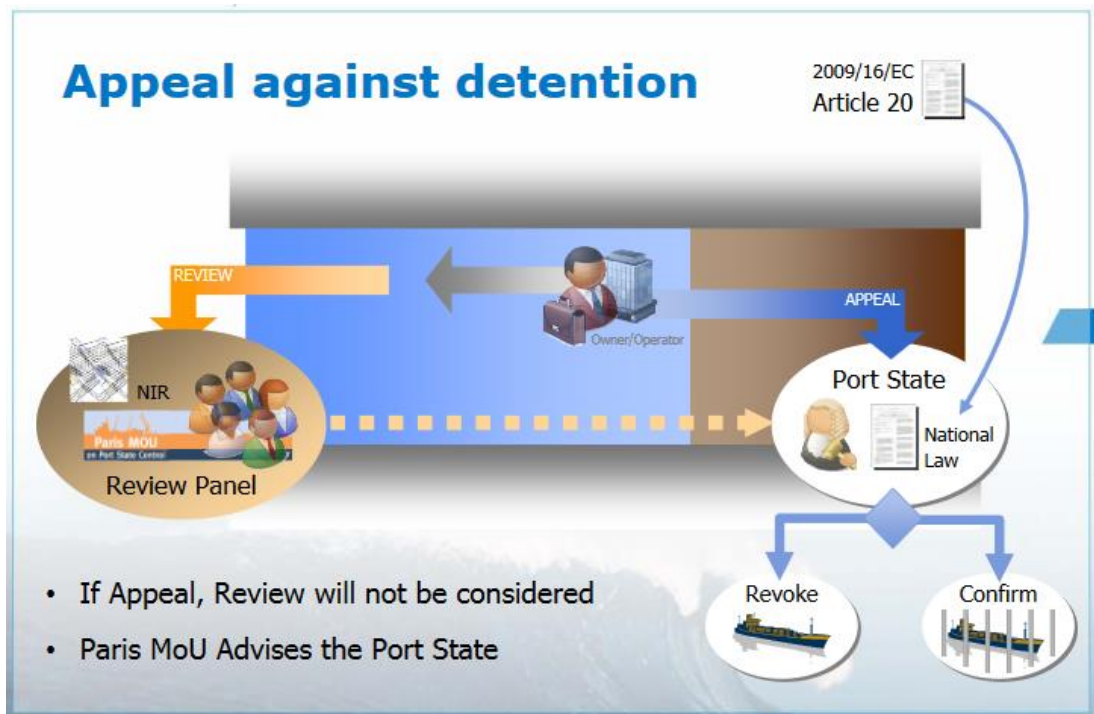 Appeal against detention
2009/16/EC
Article 20
REVIEW
APPEAL
Owner/Operator
NIR
Paris MOU
on Port State Control
Review Panel
Port State
National
Law
Revoke
Confirm
• If Appeal, Review will not be considered
• Paris MoU Advises the Port State